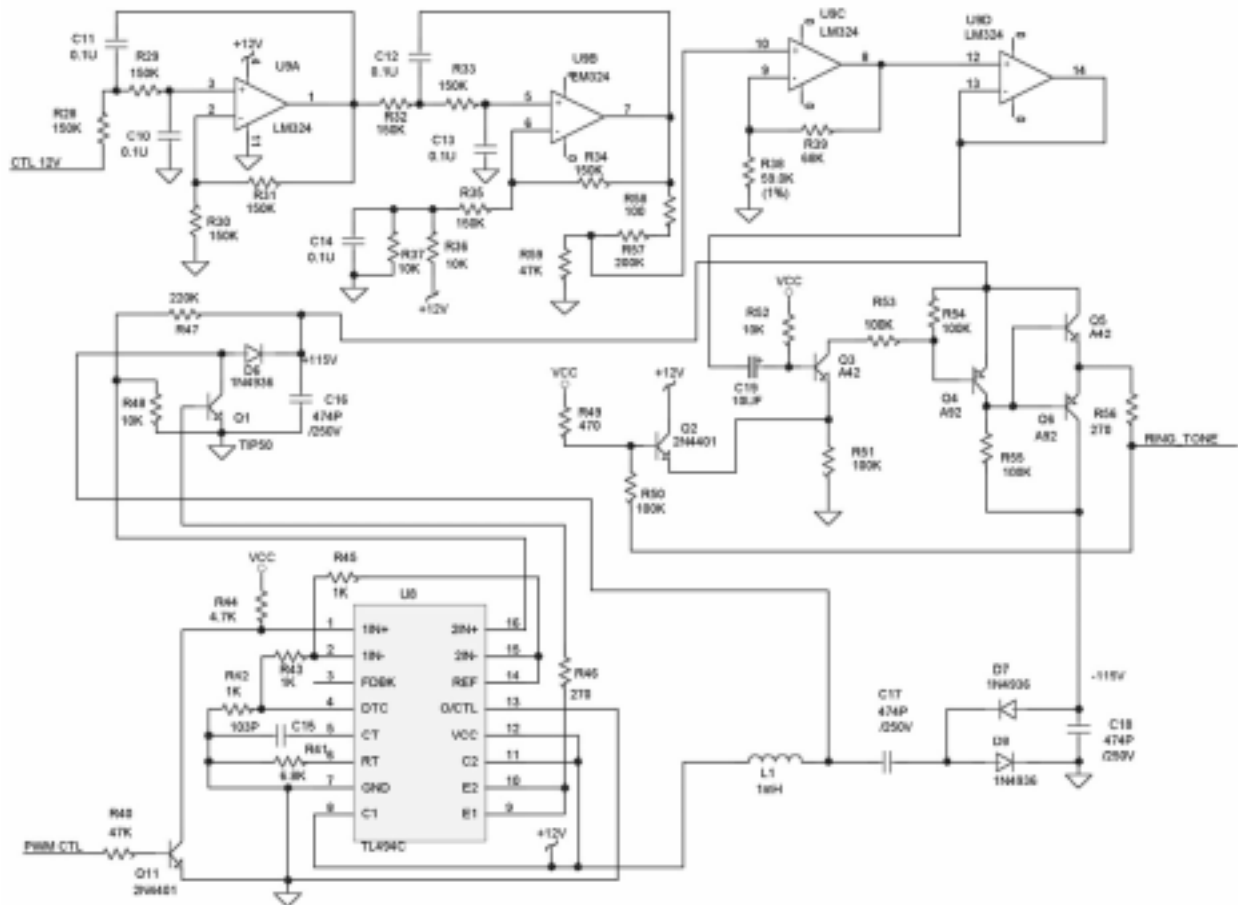 C11
0.1U
R29
150K
+12V
4
U9A
3
2
1
LM324
11
R28
150K
C10
0.1U
CTL 12V
R31
150K
R30
150K
C12
0.1U
R33
150K
R32
150K
U9B
LM324
5
6
7
C13
0.1U
R34
150K
R35
150K
C14
0.1U
R37
10K
R36
10K
+12V
R58
100
R57
200K
R59
47K
U9C
LM324
10
9
8
R39
68K
R38
59.0K
(1%)
U9D
LM324
12
13
14
220K
R47
+115V
D6
1N4936
R48
10K
Q1
TIP50
C16
474P
/250V
VCC
R52
10K
C19
10UF
Q3
A42
R53
100K
R54
100K
Q5
A42
Q4
A92
Q6
A92
R56
270
RING_TONE
R55
100K
VCC
R49
470
+12V
Q2
2N4401
R50
100K
R51
100K
VCC
R45
1K
R44
4.7K
U8
1 1IN+ 2IN+ 16
2 1IN- 2IN- 15
3 FDBK REF 14
4 DTC O/CTL 13
5 CT VCC 12
6 RT C2 11
7 GND E2 10
8 C1 E1 9
TL494C
R43
1K
R42
1K
103P
C15
R41
6.8K
R46
270
+12V
R40
47K
PWM CTL
Q11
2N4401
L1
1MH
C17
474P
/250V
D7
1N4936
D8
1N4936
-115V
C18
474P
/250V